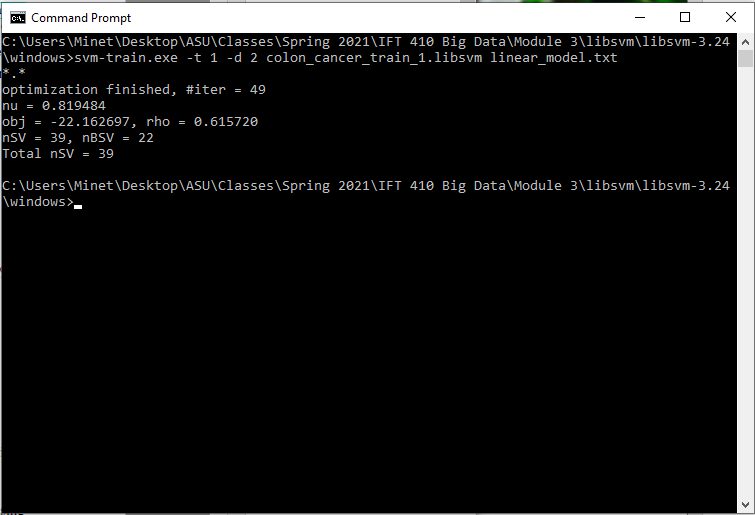 Command Prompt
C:\Users\Minet\Desktop\ASU\Classes\Spring 2021\IFT 410 Big Data\Module 3\libsvm\libsvm-3.24
\windows>svm-train.exe -t 1 -d 2 colon_cancer_train_1.libsvm linear_model.txt
*.*
optimization finished, #iter = 49
nu = 0.819484
obj = -22.162697, rho = 0.615720
nSV = 39, nBSV = 22
Total nSV = 39
C:\Users\Minet\Desktop\ASU\Classes\Spring 2021\IFT 410 Big Data\Module 3\libsvm\libsvm-3.24
\windows>